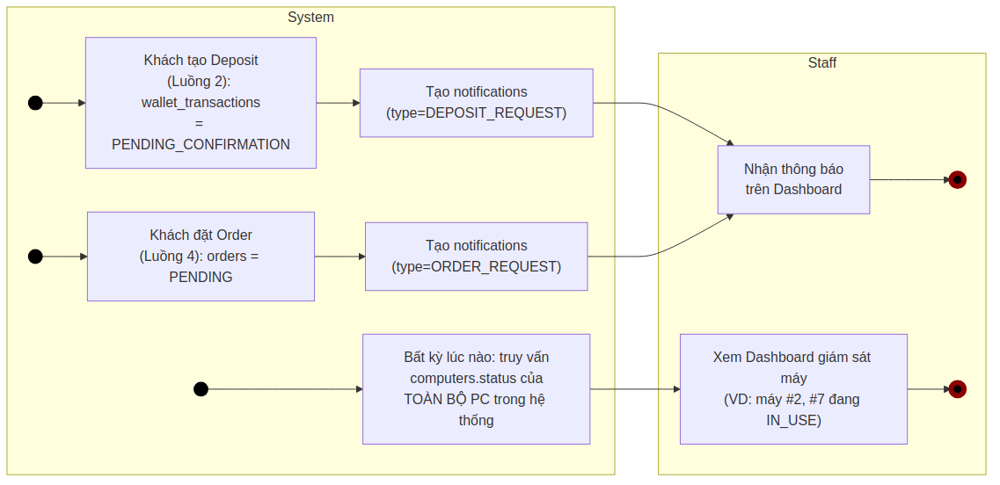 System
Khách tạo Deposit
(Luồng 2):
wallet_transactions
=
PENDING_CONFIRMATION
Tạo notifications
(type=DEPOSIT_REQUEST)
Khách đặt Order
(Luồng 4): orders =
PENDING
Tạo notifications
(type=ORDER_REQUEST)
Bất kỳ lúc nào: truy vấn
computers.status của
TOÀN BỘ PC trong hệ
thống
Staff
Nhận thông báo
trên Dashboard
Xem Dashboard giám sát
máy
(VD: máy #2, #7 đang
IN_USE)